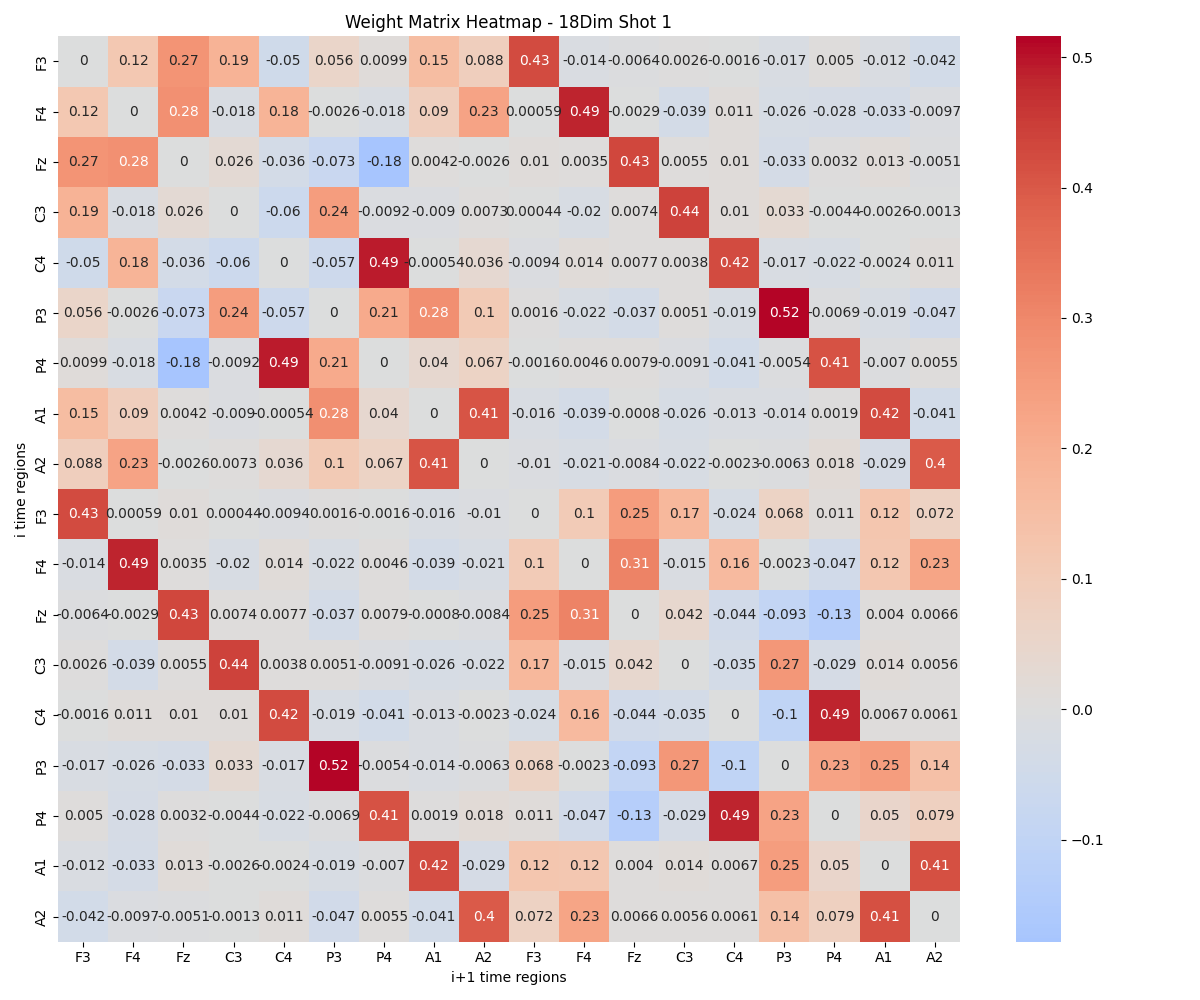 Weight Matrix Heatmap - 18Dim Shot 1
F3 0 0.12 0.27 0.19 -0.05 0.056 0.0099 0.15 0.088 0.43 -0.014 -0.0064 0.0026 -0.0016 -0.017 0.005 -0.012 -0.042
F4 0.12 0 0.28 -0.018 0.18 -0.0026 -0.018 0.09 0.23 0.00059 0.49 -0.0029 -0.039 0.011 -0.026 -0.028 -0.033 -0.0097
Fz 0.27 0.28 0 0.026 -0.036 -0.073 -0.18 0.0042 -0.0026 0.01 0.0035 0.43 0.0055 0.01 -0.033 0.0032 0.013 -0.0051
C3 0.19 -0.018 0.026 0 -0.06 0.24 -0.0092 -0.009 0.0073 0.00044 -0.02 0.0074 0.44 0.01 0.033 -0.0044 -0.0026 -0.0013
C4 -0.05 0.18 -0.036 -0.06 0 -0.057 0.49 -0.00054 0.036 -0.0094 0.014 0.0077 0.0038 0.42 -0.017 -0.022 -0.0024 0.011
P3 0.056 -0.0026 -0.073 0.24 -0.057 0 0.21 0.28 0.1 0.0016 -0.022 -0.037 0.0051 -0.019 0.52 -0.0069 -0.019 -0.047
P4 0.0099 -0.018 -0.18 -0.0092 0.49 0.21 0 0.04 0.067 -0.0016 0.0046 0.0079 -0.0091 -0.041 -0.0054 0.41 -0.007 0.0055
A1 0.15 0.09 0.0042 -0.009 -0.00054 0.28 0.04 0 0.41 -0.016 -0.039 -0.0008 -0.026 -0.013 -0.014 0.0019 0.42 -0.041
A2 0.088 0.23 -0.0026 0.0073 0.036 0.1 0.067 0.41 0 -0.01 -0.021 -0.0084 -0.022 -0.0023 -0.0063 0.018 -0.029 0.4
F3 0.43 0.00059 0.01 0.00044 -0.0094 0.0016 -0.0016 -0.016 -0.01 0 0.1 0.25 0.17 -0.024 0.068 0.011 0.12 0.072
F4 -0.014 0.49 0.0035 -0.02 0.014 -0.022 0.0046 -0.039 -0.021 0.1 0 0.31 -0.015 0.16 -0.0023 -0.047 0.12 0.23
Fz -0.0064 -0.0029 0.43 0.0074 0.0077 -0.037 0.0079 -0.0008 -0.0084 0.25 0.31 0 0.042 -0.044 -0.093 -0.13 0.004 0.0066
C3 0.0026 -0.039 0.0055 0.44 0.0038 0.0051 -0.0091 -0.026 -0.022 0.17 -0.015 0.042 0 -0.035 0.27 -0.029 0.014 0.0056
C4 -0.0016 0.011 0.01 0.01 0.42 -0.019 -0.041 -0.013 -0.0023 -0.024 0.16 -0.044 -0.035 0 -0.1 0.49 0.0067 0.0061
P3 -0.017 -0.026 -0.033 0.033 -0.017 0.52 -0.0054 -0.014 -0.0063 0.068 -0.0023 -0.093 0.27 -0.1 0 0.23 0.25 0.14
P4 0.005 -0.028 0.0032 -0.0044 -0.022 -0.0069 0.41 0.0019 0.018 0.011 -0.047 -0.13 -0.029 0.49 0.23 0 0.05 0.079
A1 -0.012 -0.033 0.013 -0.0026 -0.0024 -0.019 -0.007 0.42 -0.029 0.12 0.12 0.004 0.014 0.0067 0.25 0.05 0 0.41
A2 -0.042 -0.0097 -0.0051 -0.0013 0.011 -0.047 0.0055 -0.041 0.4 0.072 0.23 0.0066 0.0056 0.0061 0.14 0.079 0.41 0
F3 F4 Fz C3 C4 P3 P4 A1 A2 F3 F4 Fz C3 C4 P3 P4 A1 A2
i+1 time regions
i time regions
0.5
0.4
0.3
0.2
0.1
0.0
−0.1